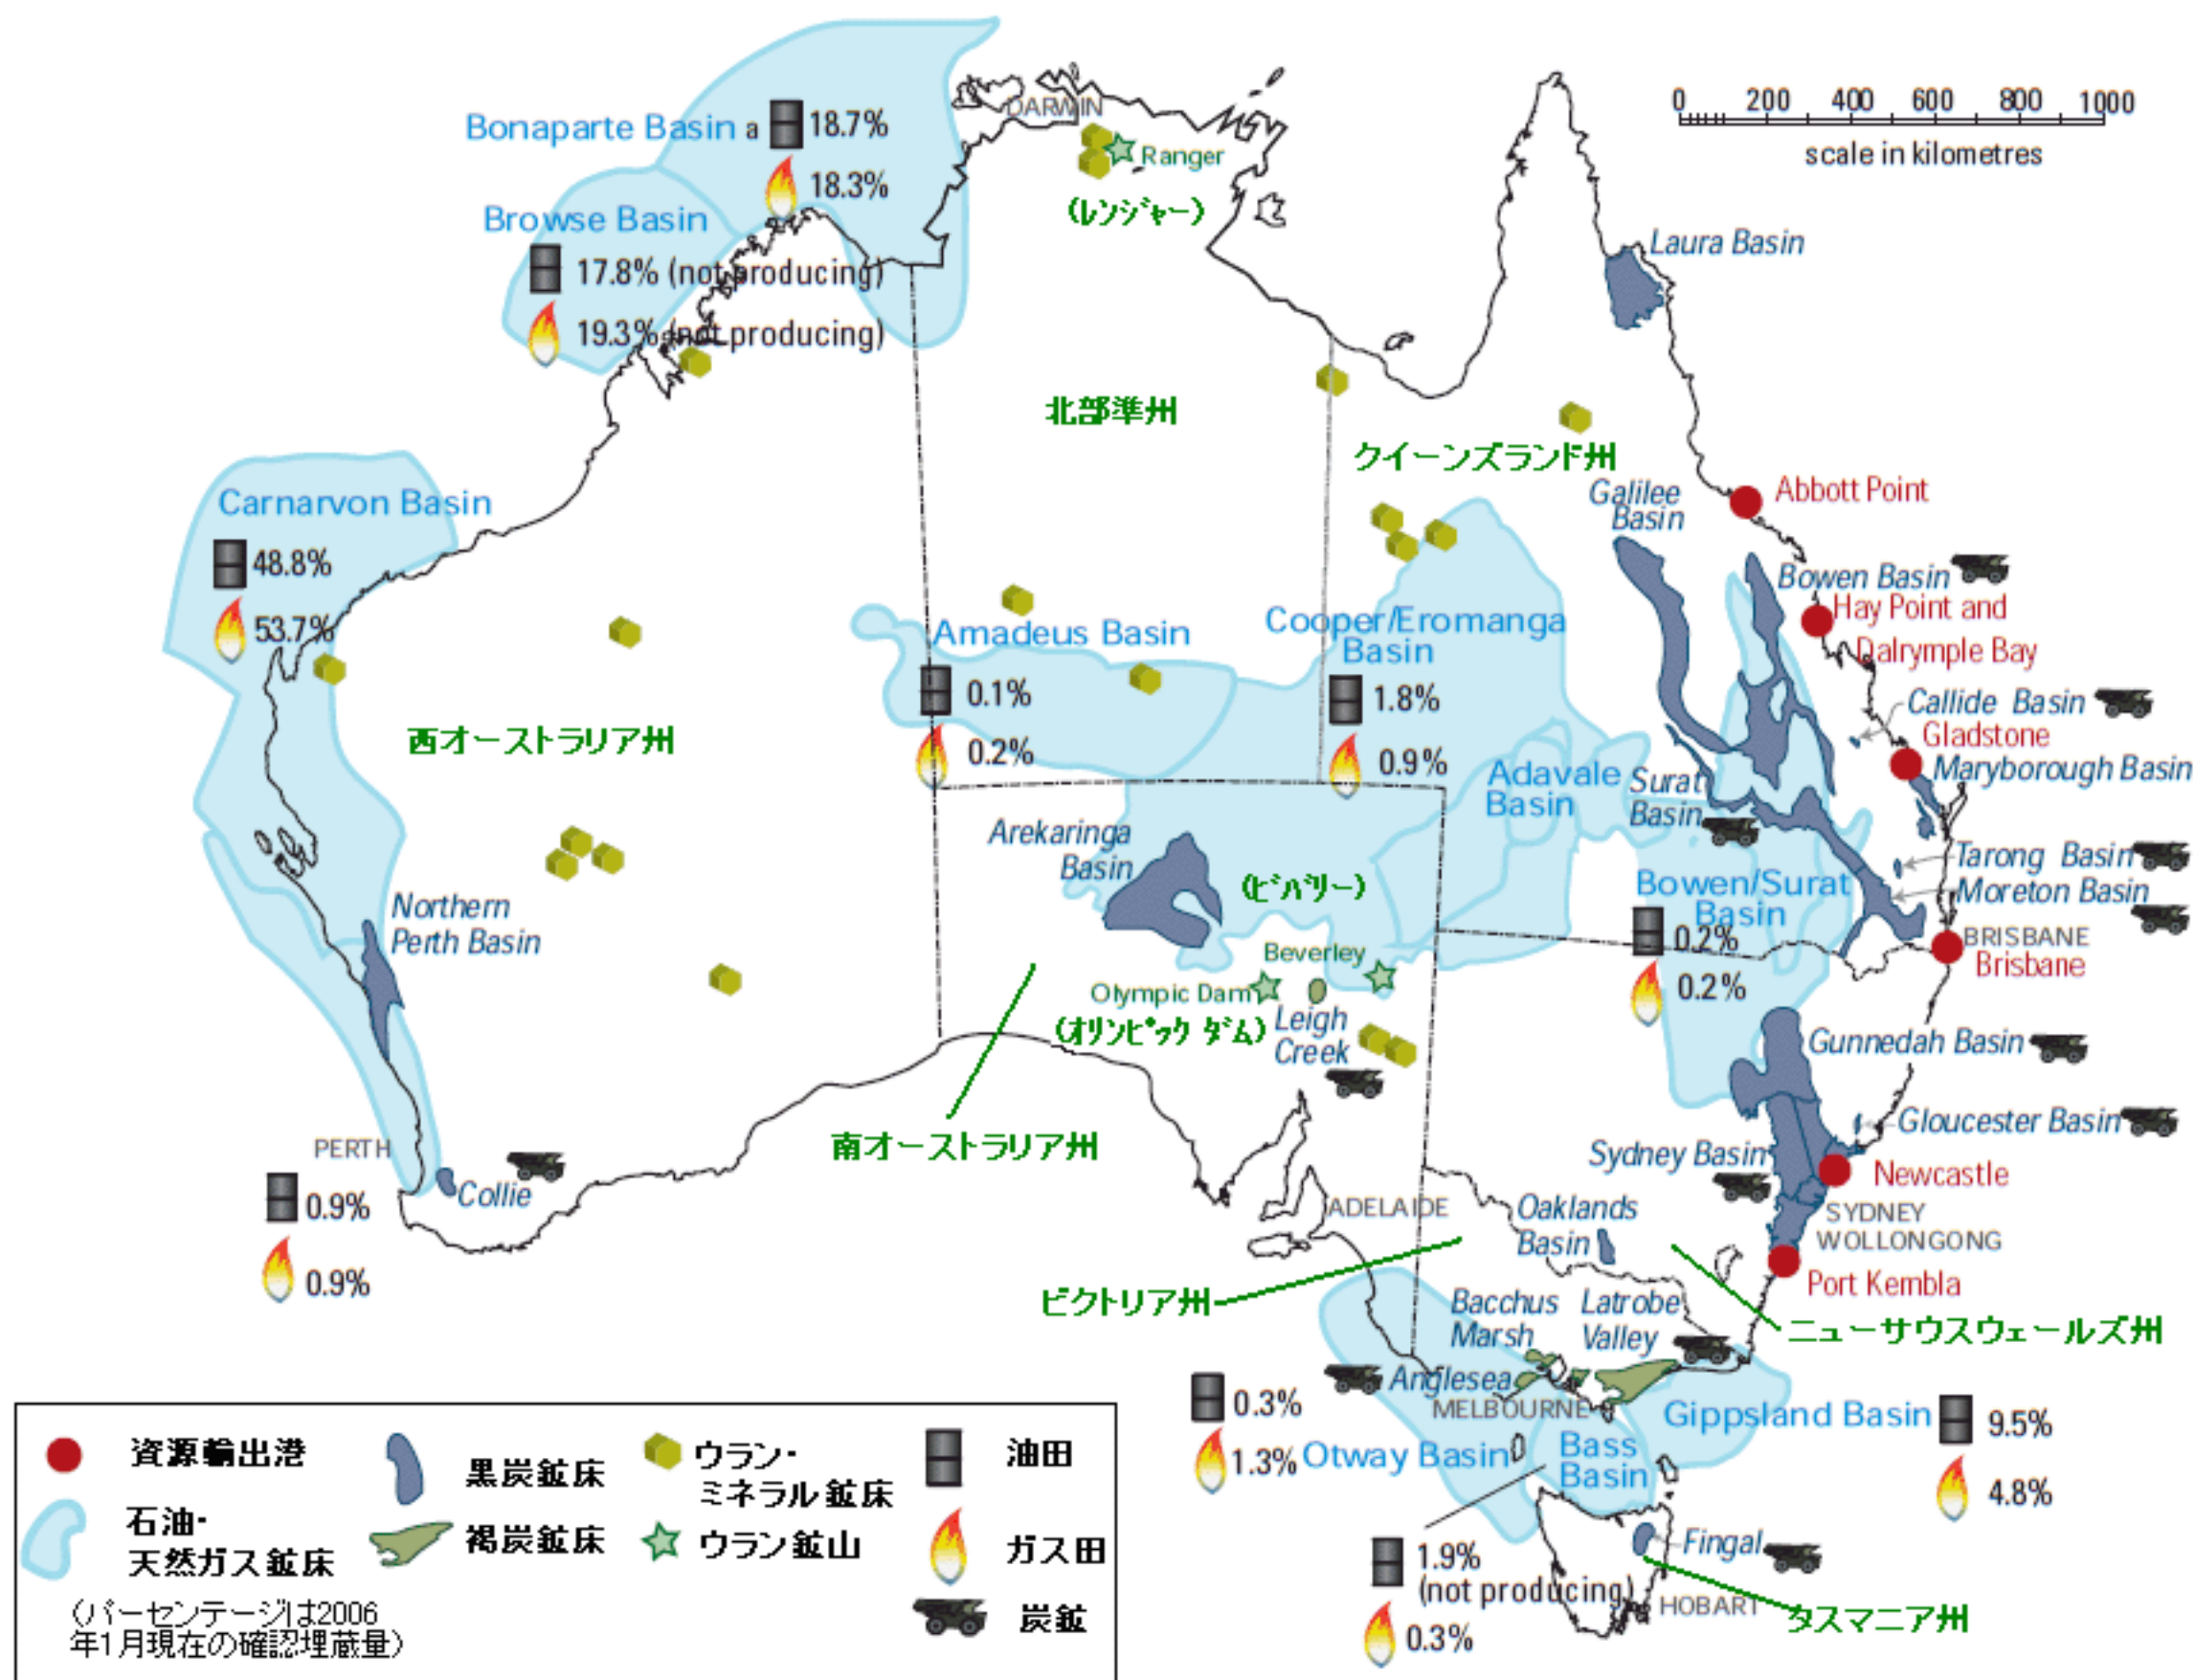 DARWIN
0 200 400 600 800 1000
scale in kilometres
Bonaparte Basin a 18.7%
18.3%
Ranger
(レンジャー)
Browse Basin
17.8% (not producing)
19.3% (not producing)
Laura Basin
北部準州
クイーンズランド州
Galilee
Basin
Abbott Point
Carnarvon Basin
48.8%
53.7%
Bowen Basin
Hay Point and
Dalrymple Bay
Amadeus Basin
0.1%
0.2%
Cooper/Eromanga
Basin
1.8%
0.9%
Callide Basin
Gladstone
Maryborough Basin
西オーストラリア州
Adavale
Basin
Surat
Basin
Arekaringa
Basin
(ビバリー)
Tarong Basin
Moreton Basin
Bowen/Surat
Basin
0.2%
0.2%
BRISBANE
Brisbane
Northern
Perth Basin
Beverley
Olympic Dam
(オリンピック ダム)
Leigh
Creek
Gunnedah Basin
南オーストラリア州
Gloucester Basin
PERTH
0.9%
0.9%
Collie
Sydney Basin
Newcastle
SYDNEY
WOLLONGONG
Port Kembla
ADELAIDE
Oaklands
Basin
ビクトリア州
Bacchus
Marsh
Latrobe
Valley
ニューサウスウェールズ州
Anglesea
MELBOURNE
0.3%
1.3%
Otway Basin
Bass
Basin
Gippsland Basin
9.5%
4.8%
1.9%
(not producing)
0.3%
Fingal
HOBART
タスマニア州
資源輸出港
黒炭鉱床
ウラン・
ミネラル鉱床
油田
石油・
天然ガス鉱床
褐炭鉱床
ウラン鉱山
ガス田
炭鉱
(パーセンテージは2006
年1月現在の確認埋蔵量)